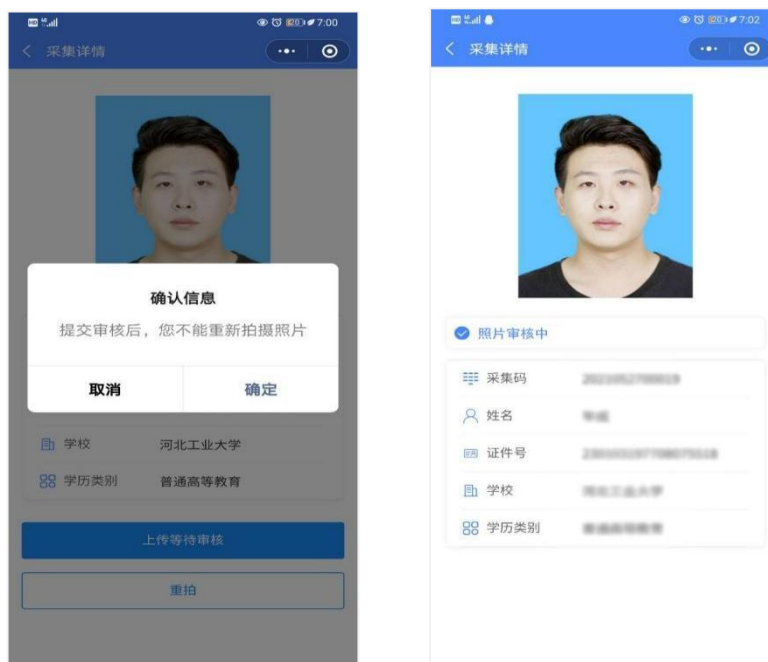 7:00
采集详情
确认信息
提交审核后，您不能重新拍摄照片
取消
确定
学校 河北工业大学
学历类别 普通高等教育
上传等待审核
重拍
7:02
采集详情
照片审核中
采集码
姓名
证件号
学校
学历类别